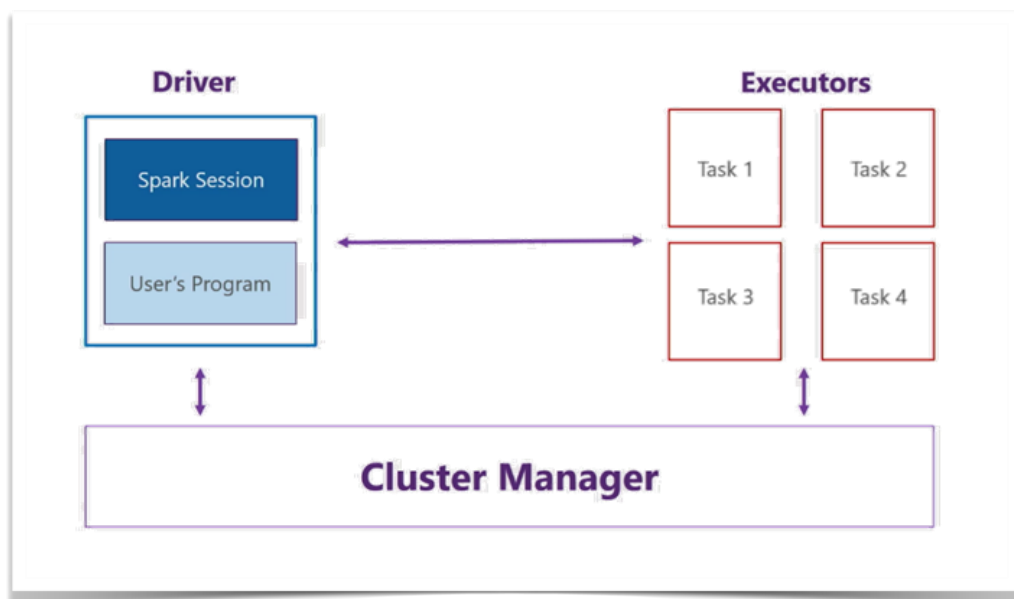 Driver
Executors
Spark Session
User's Program
Task 1
Task 2
Task 3
Task 4
Cluster Manager